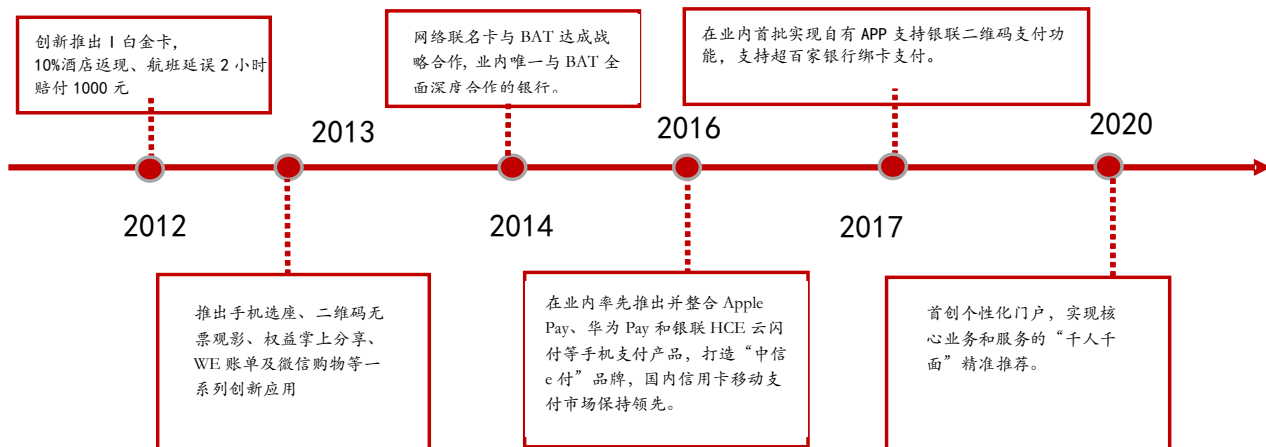 创新推出 I 白金卡，
10%酒店返现、航班延误 2 小时
赔付 1000 元
网络联名卡与 BAT 达成战
略合作, 业内唯一与 BAT 全
面深度合作的银行。
在业内首批实现自有 APP 支持银联二维码支付功
能，支持超百家银行绑卡支付。
2013
2016
2020
2012
2014
2017
推出手机选座、二维码无
票观影、权益掌上分享、
WE 账单及微信购物等一
系列创新应用
在业内率先推出并整合 Apple
Pay、华为 Pay 和银联 HCE 云闪
付等手机支付产品，打造“中信
e 付”品牌，国内信用卡移动支
付市场保持领先。
首创个性化门户，实现核
心业务和服务的“千人千
面”精准推荐。